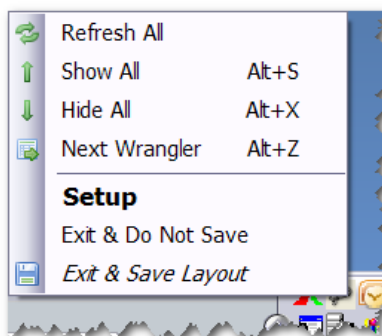 Refresh All
Show All Alt+S
Hide All Alt+X
Next Wrangler Alt+Z
Setup
Exit & Do Not Save
Exit & Save Layout